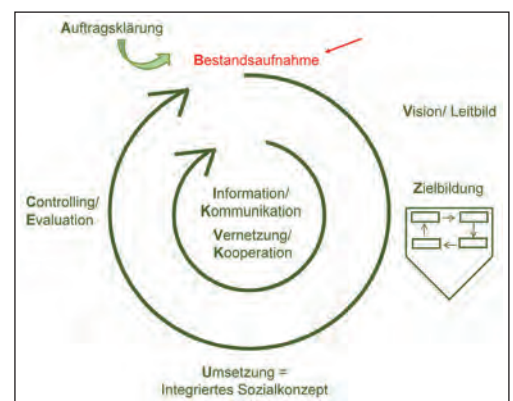 Auftragsklärung
Bestandsaufnahme
Vision/ Leitbild
Zielbildung
Controlling/
Evaluation
Information/
Kommunikation
Vernetzung/
Kooperation
Umsetzung =
Integriertes Sozialkonzept